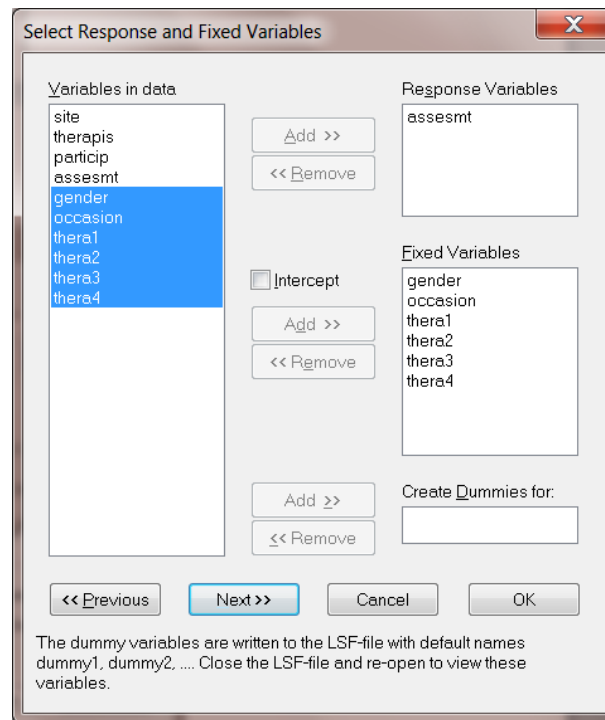 Select Response and Fixed Variables
X
Variables in data
site
therapis
particip
assesmt
gender
occasion
thera1
thera2
thera3
thera4
Add >>
<< Remove
Response Variables
assesmt
Intercept
Add >>
<< Remove
Fixed Variables
gender
occasion
thera1
thera2
thera3
thera4
Add >>
<< Remove
Create Dummies for:
<< Previous
Next >>
Cancel
OK
The dummy variables are written to the LSF-file with default names
dummy1, dummy2, .... Close the LSF-file and re-open to view these
variables.